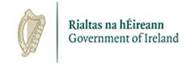 Rialtas na hÉireann
Government of Ireland